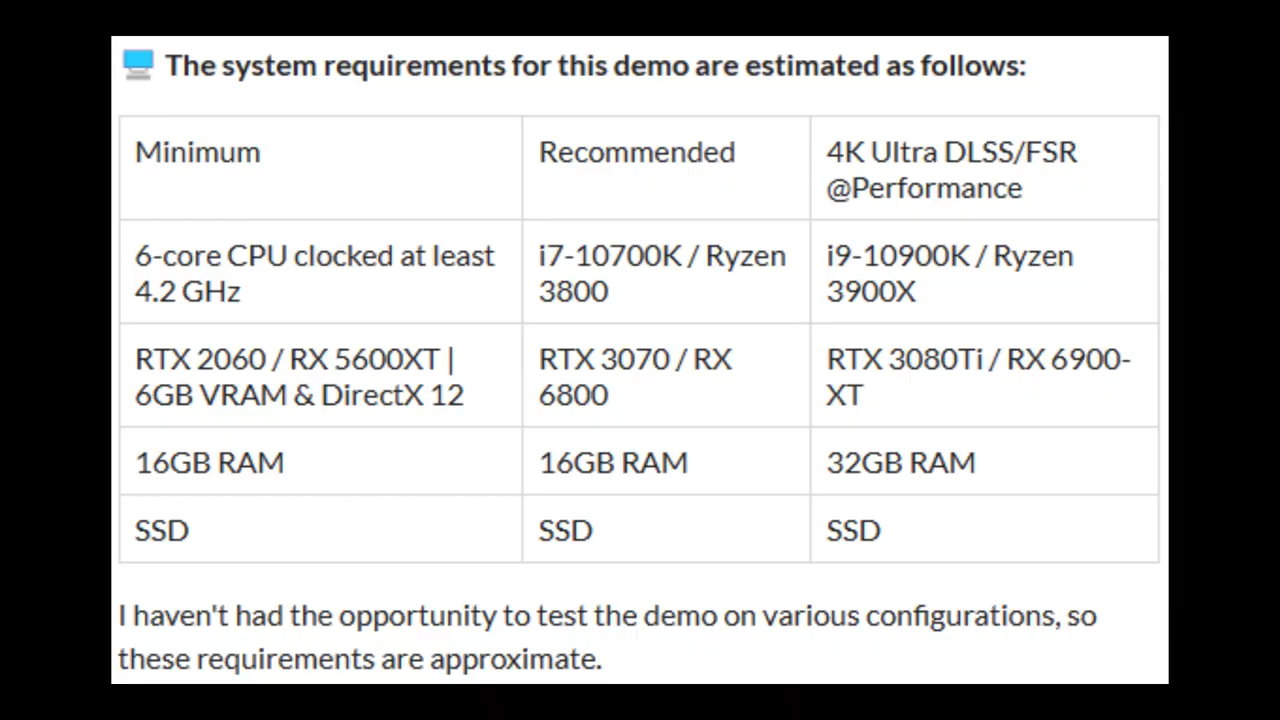 The system requirements for this demo are estimated as follows:
Minimum
Recommended
4K Ultra DLSS/FSR
@Performance
6-core CPU clocked at least
4.2 GHz
i7-10700K / Ryzen
3800
i9-10900K / Ryzen
3900X
RTX 2060 / RX 5600XT |
6GB VRAM & DirectX 12
RTX 3070 / RX
6800
RTX 3080Ti / RX 6900-
XT
16GB RAM
16GB RAM
32GB RAM
SSD
SSD
SSD
I haven't had the opportunity to test the demo on various configurations, so
these requirements are approximate.